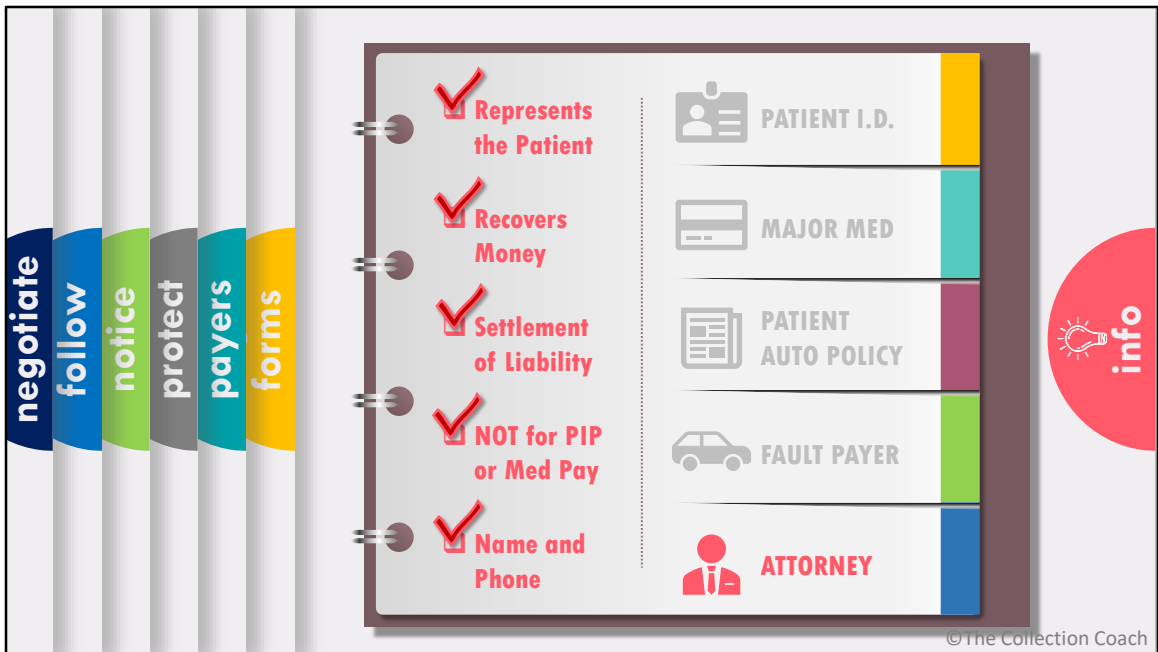 negotiate
follow
notice
protect
payers
forms
Represents
the Patient
Recovers
Money
Settlement
of Liability
NOT for PIP
or Med Pay
Name and
Phone
PATIENT I.D.
MAJOR MED
PATIENT
AUTO POLICY
FAULT PAYER
ATTORNEY
info
©The Collection Coach